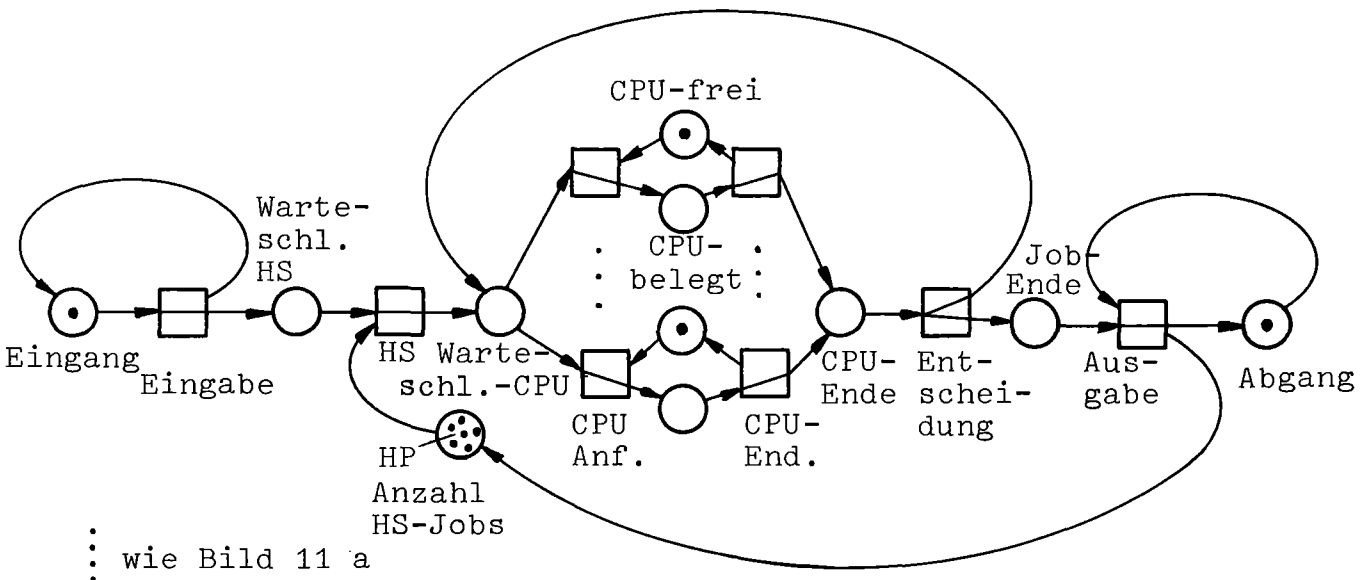 CPU-frei
Warte-
schl.
HS
CPU-
belegt
Job-
Ende
Eingang
Eingabe
HS
Warte-
schl.-CPU
CPU
Anf.
CPU-
End.
CPU-
Ende
Ent-
schei-
dung
Aus-
gabe
Abgang
HP
Anzahl
HS-Jobs
wie Bild 11 a